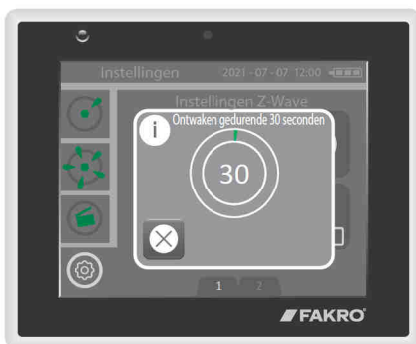 instellingen 2021-07-07 12:00
Instellingen Z-Wave
Ontwaken gedurende 30 seconden
i
30
1 2
FAKRO